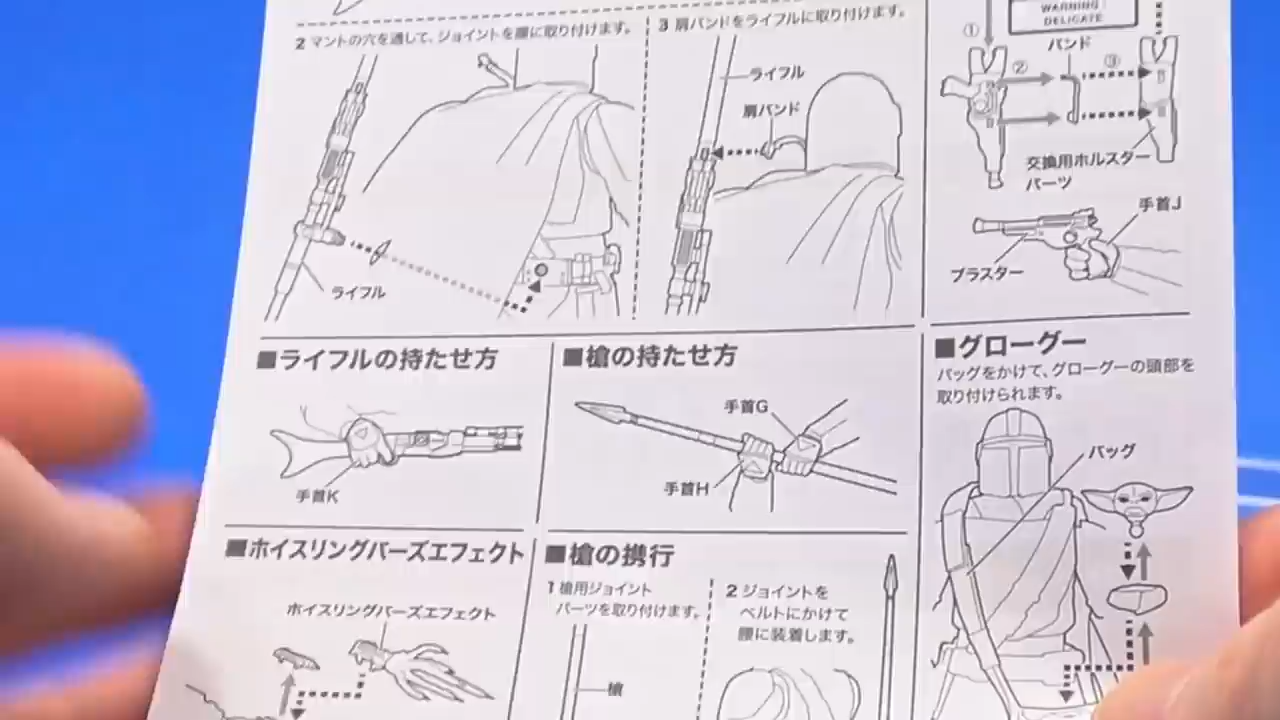 2 マントの穴を通して、ジョイントを腰に取り付けます。
ライフル
3 肩バンドをライフルに取り付けます。
ライフル
肩バンド
WARNING
DELICATE
①
バンド
②
③
交換用ホルスター
パーツ
手首J
ブラスター
■ライフルの持たせ方
手首K
■槍の持たせ方
手首G
手首H
■グローグー
バッグをかけて、グローグーの頭部を
取り付けられます。
バッグ
■ホイスリングバーズエフェクト
ホイスリングバーズエフェクト
■槍の携行
1 槍用ジョイント
パーツを取り付けます。
槍
2 ジョイントを
ベルトにかけて
腰に装着します。